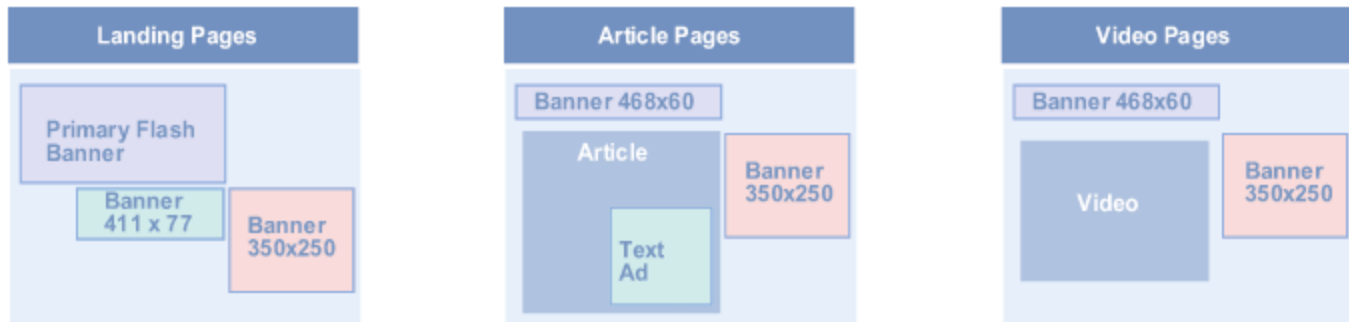 Landing Pages
Primary Flash
Banner
Banner
411 x 77
Banner
350x250
Article Pages
Banner 468x60
Article
Text
Ad
Banner
350x250
Video Pages
Banner 468x60
Video
Banner
350x250